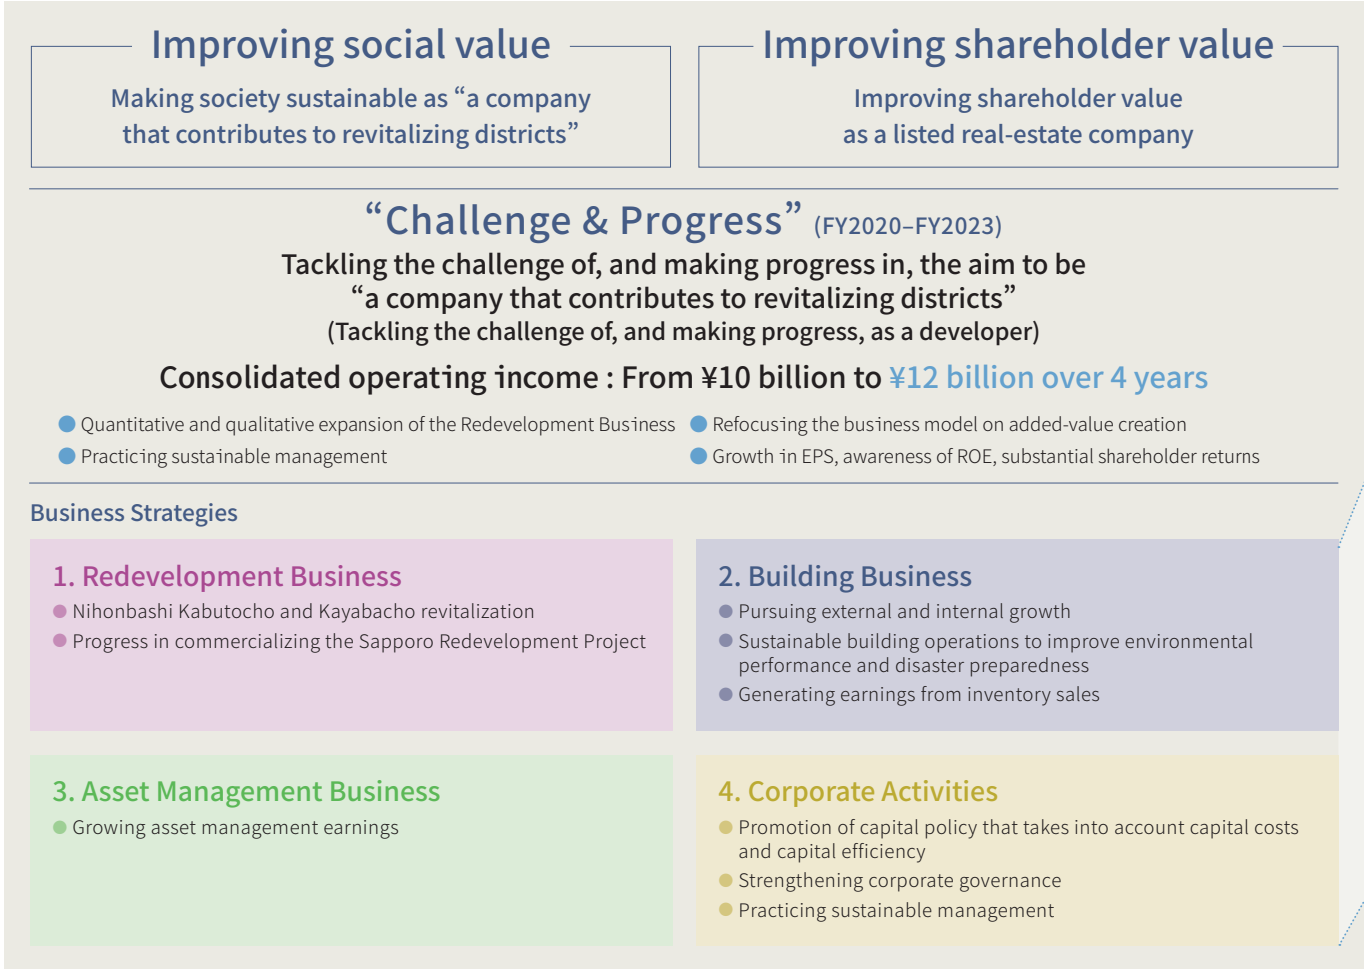 Improving social value
Making society sustainable as “a company
that contributes to revitalizing districts”
Improving shareholder value
Improving shareholder value
as a listed real-estate company
“Challenge & Progress” (FY2020–FY2023)
Tackling the challenge of, and making progress in, the aim to be
“a company that contributes to revitalizing districts”
(Tackling the challenge of, and making progress, as a developer)
Consolidated operating income : From ¥10 billion to ¥12 billion over 4 years
● Quantitative and qualitative expansion of the Redevelopment Business
● Practicing sustainable management
● Refocusing the business model on added-value creation
● Growth in EPS, awareness of ROE, substantial shareholder returns
Business Strategies
1. Redevelopment Business
● Nihonbashi Kabutocho and Kayabacho revitalization
● Progress in commercializing the Sapporo Redevelopment Project
2. Building Business
● Pursuing external and internal growth
● Sustainable building operations to improve environmental
performance and disaster preparedness
● Generating earnings from inventory sales
3. Asset Management Business
● Growing asset management earnings
4. Corporate Activities
● Promotion of capital policy that takes into account capital costs
and capital efficiency
● Strengthening corporate governance
● Practicing sustainable management